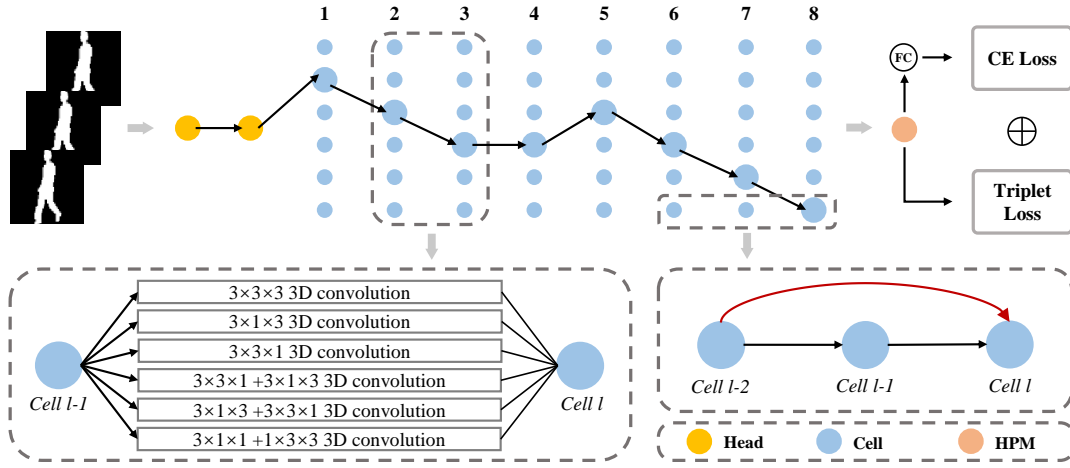 1 2 3 4 5 6 7 8
FC
CE Loss
Triplet
Loss
3×3×3 3D convolution
3×1×3 3D convolution
3×3×1 3D convolution
3×3×1 +3×1×3 3D convolution
3×1×3 +3×3×1 3D convolution
3×1×1 +1×3×3 3D convolution
Cell l-1
Cell l
Cell l-2
Cell l-1
Cell l
Head
Cell
HPM